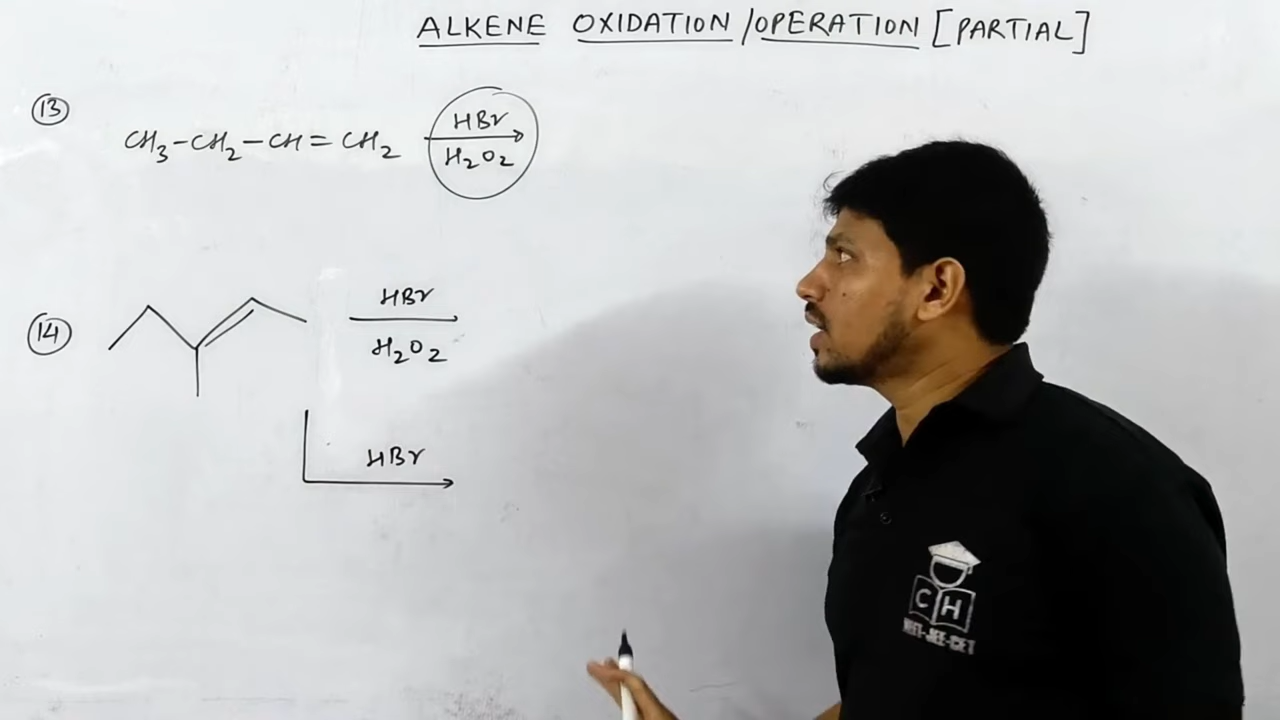 ALKENE OXIDATION/OPERATION [PARTIAL]
13
CH3-CH2-CH=CH2 HBr
H2O2
14
HBr
H2O2
HBr
CH
NEET-JEE-CET